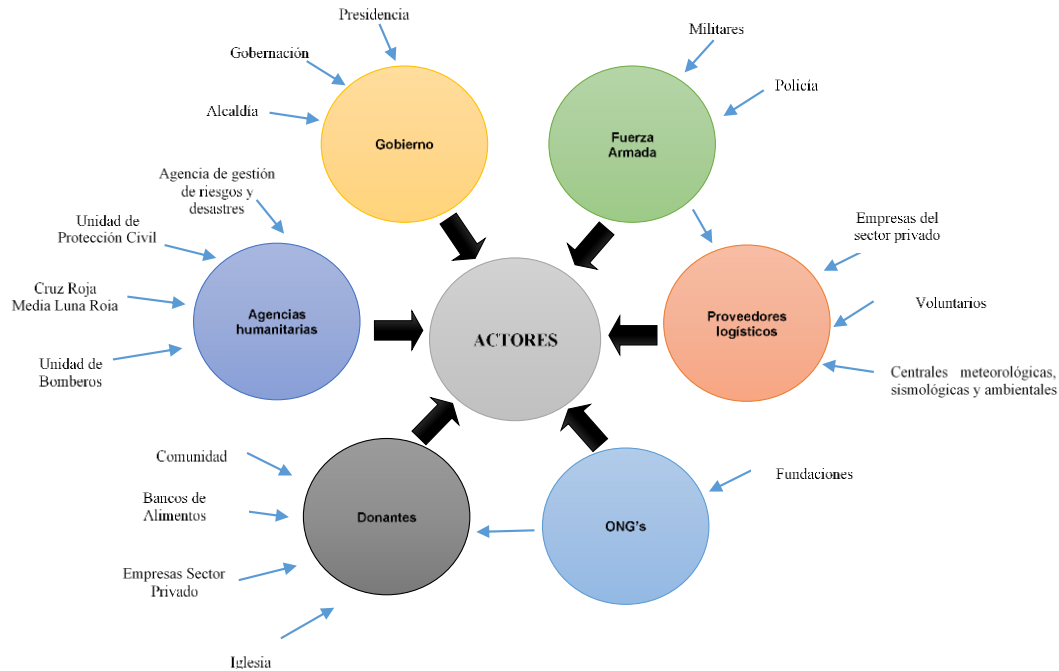 Presidencia
Gobernación
Alcaldía
Gobierno
Militares
Policía
Fuerza
Armada
Agencia de gestión
de riesgos y
desastres
Unidad de
Protección Civil
Cruz Roja
Media Luna Roja
Unidad de
Bomberos
Agencias
humanitarias
ACTORES
Empresas del
sector privado
Voluntarios
Centrales meteorológicas,
sismológicas y ambientales
Proveedores
logísticos
Comunidad
Bancos de
Alimentos
Empresas Sector
Privado
Iglesia
Donantes
ONG's
Fundaciones